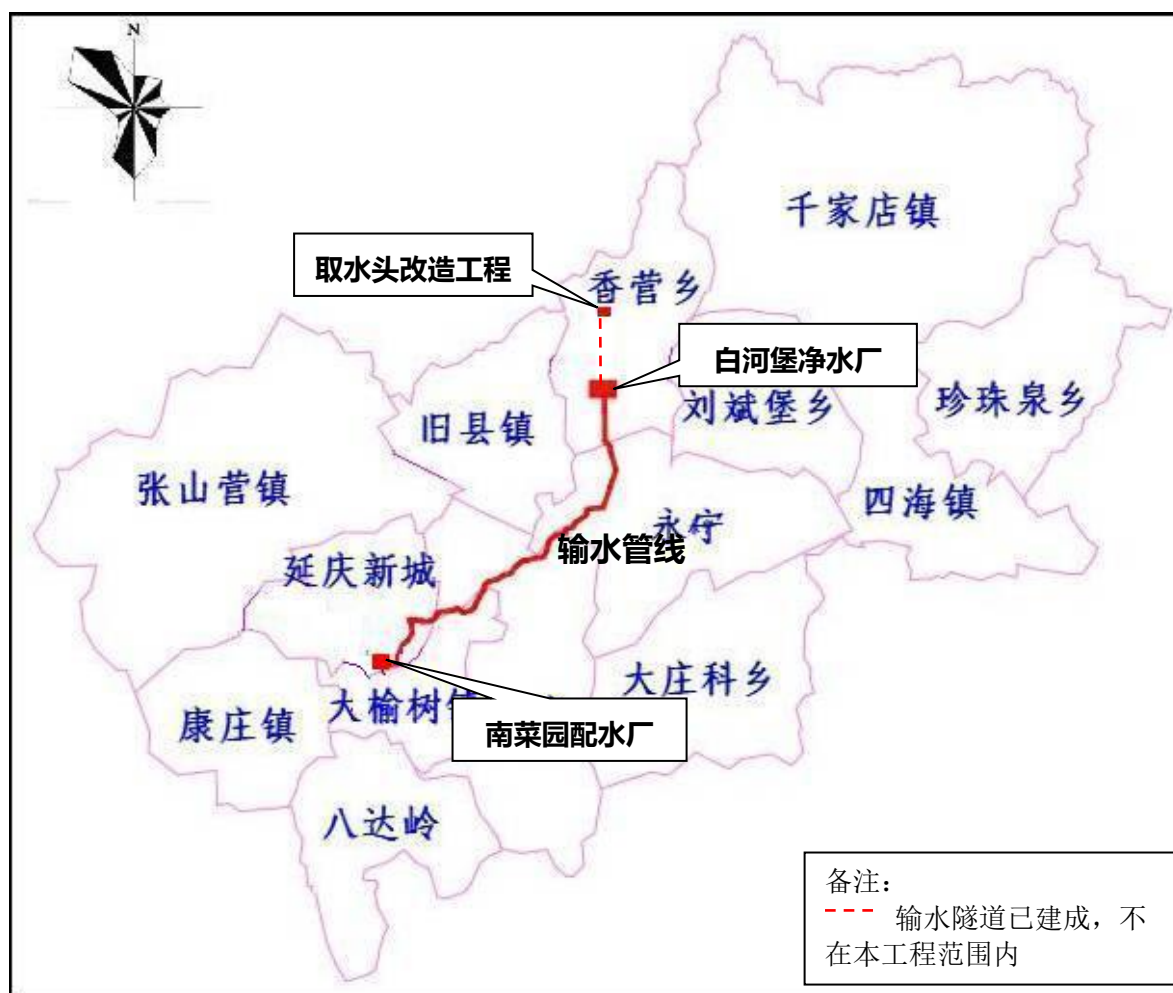 N
千家店镇
取水头改造工程
香营乡
白河堡净水厂
刘斌堡乡
珍珠泉乡
旧县镇
张山营镇
四海镇
永宁
输水管线
延庆新城
大庄科乡
大榆树镇
康庄镇
南菜园配水厂
八达岭
备注：
输水隧道已建成，不
在本工程范围内